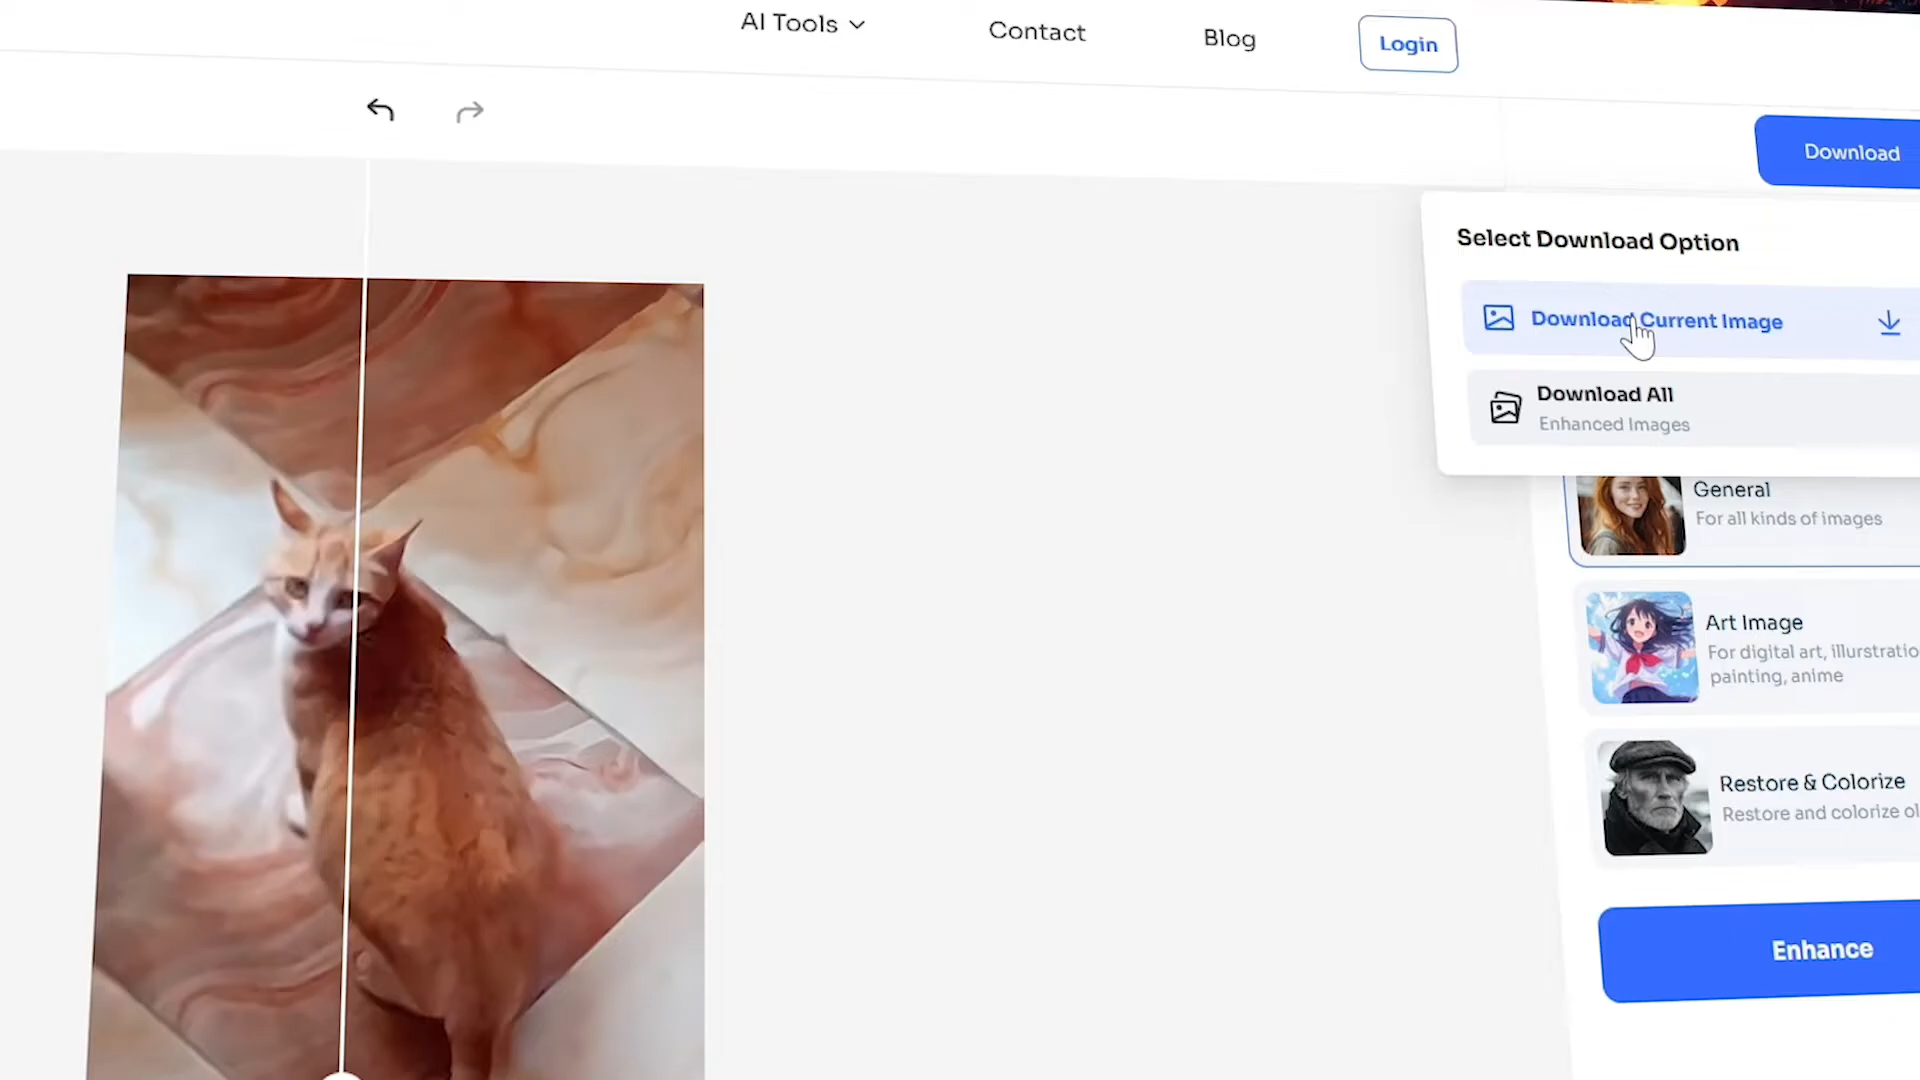 AI Tools
Contact
Blog
Login
Download
Select Download Option
Download Current Image
Download All
Enhanced Images
General
For all kinds of images
Art Image
For digital art, illurstratio
painting, anime
Restore & Colorize
Restore and colorize ol
Enhance